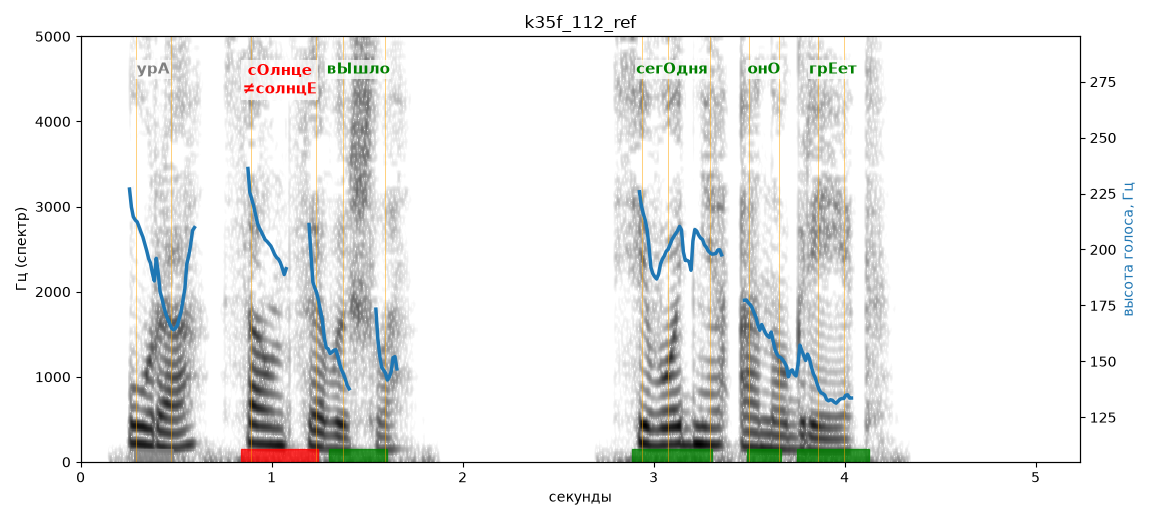 k35f_112_ref
5000
4000
3000
2000
1000
0
Гц (спектр)
урА
сОлнце
≠солнцЕ
вЫшло
сегОдня
онО
грЕет
275
250
225
200
175
150
125
высота голоса, Гц
0
1
2
3
4
5
секунды